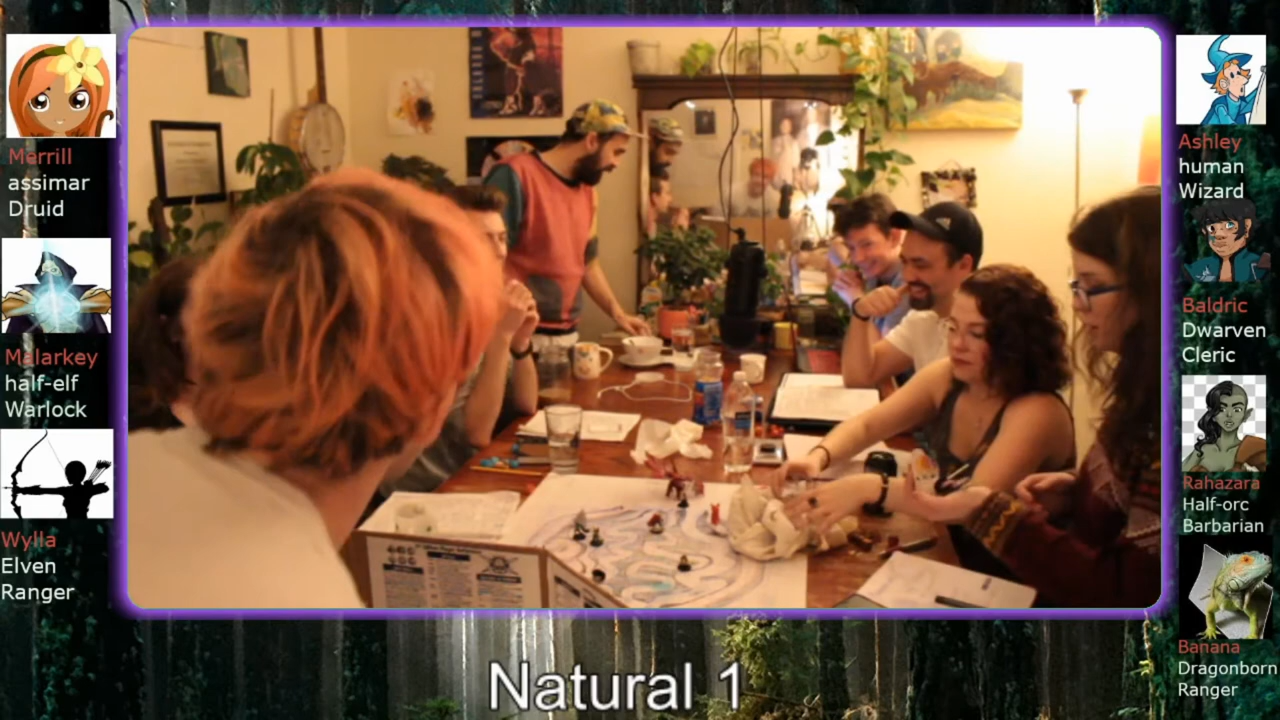 Merrill
assimar
Druid
Malarkey
half-elf
Warlock
Wylla
Elven
Ranger
Ashley
human
Wizard
Baldric
Dwarven
Cleric
Rahazara
Half-orc
Barbarian
Banana
Dragonborn
Ranger
Natural 1